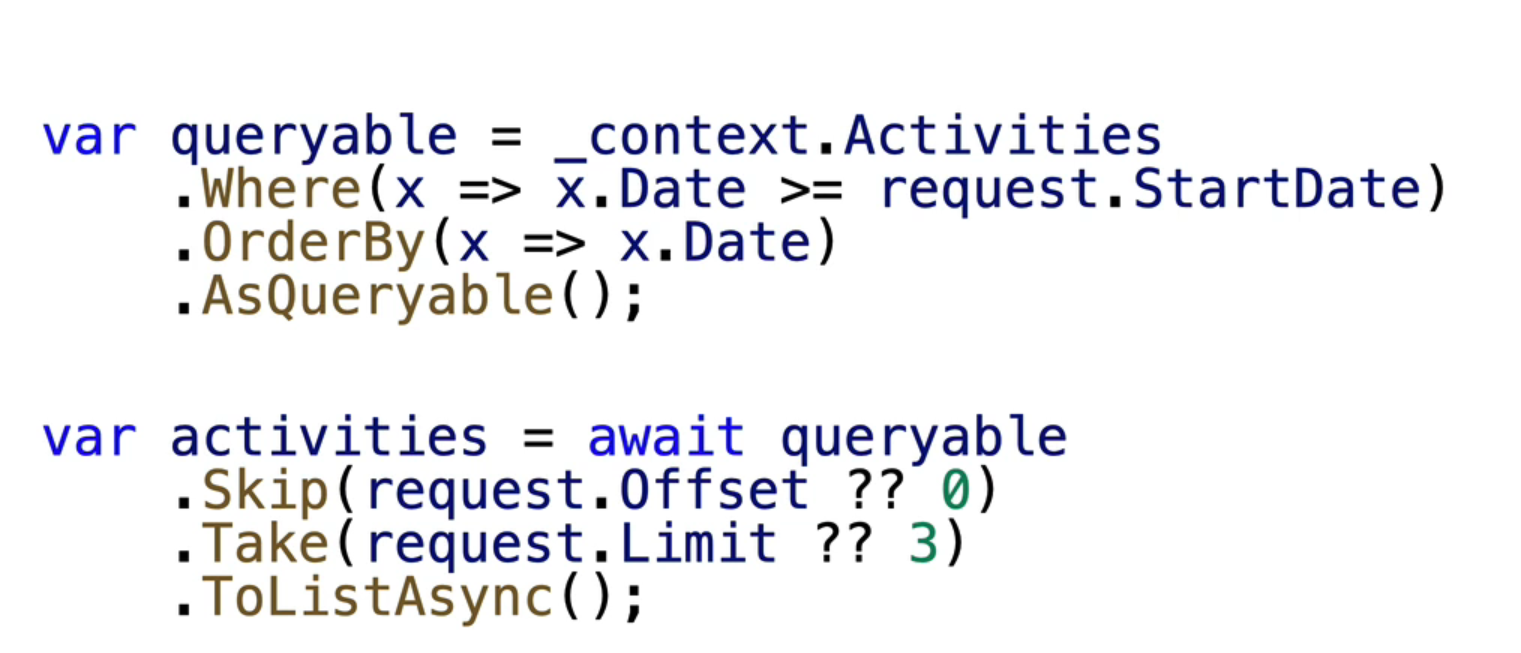 var queryable = _context.Activities
    .Where(x => x.Date >= request.StartDate)
    .OrderBy(x => x.Date)
    .AsQueryable();
var activities = await queryable
    .Skip(request.Offset ?? 0)
    .Take(request.Limit ?? 3)
    .ToListAsync();